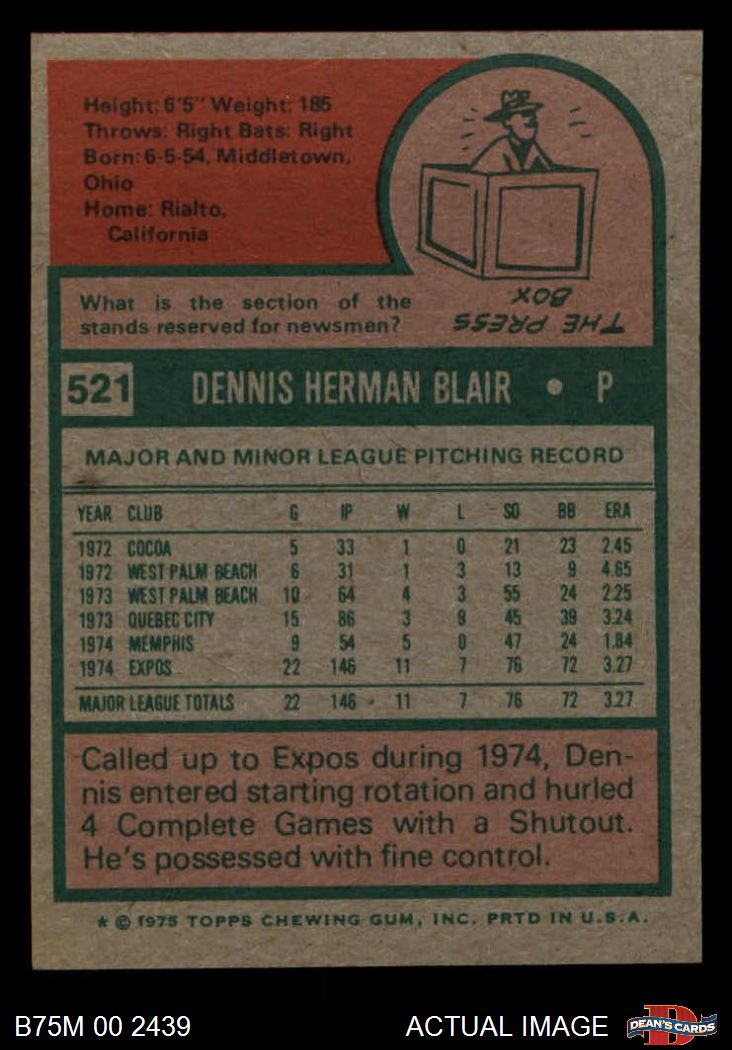 Height: 6'5" Weight: 185
Throws: Right Bats: Right
Born: 6-5-54, Middletown,
Ohio
Home: Rialto,
California
What is the section of the
stands reserved for newsmen?
THE PRESS
BOX
521 DENNIS HERMAN BLAIR • P
MAJOR AND MINOR LEAGUE PITCHING RECORD
YEAR CLUB G IP W L SO BB ERA
1972 COCOA 5 33 1 0 21 23 2.45
1972 WEST PALM BEACH 6 31 1 3 13 9 4.65
1973 WEST PALM BEACH 10 64 4 3 55 24 2.25
1973 QUEBEC CITY 15 86 3 9 45 39 3.24
1974 MEMPHIS 9 54 5 0 47 24 1.84
1974 EXPOS 22 146 11 7 76 72 3.27
MAJOR LEAGUE TOTALS 22 146 11 7 76 72 3.27
Called up to Expos during 1974, Den-
nis entered starting rotation and hurled
4 Complete Games with a Shutout.
He's possessed with fine control.
* © 1975 TOPPS CHEWING GUM, INC. PRTD IN U.S.A.
B75M 00 2439 ACTUAL IMAGE DEAN'S CARDS